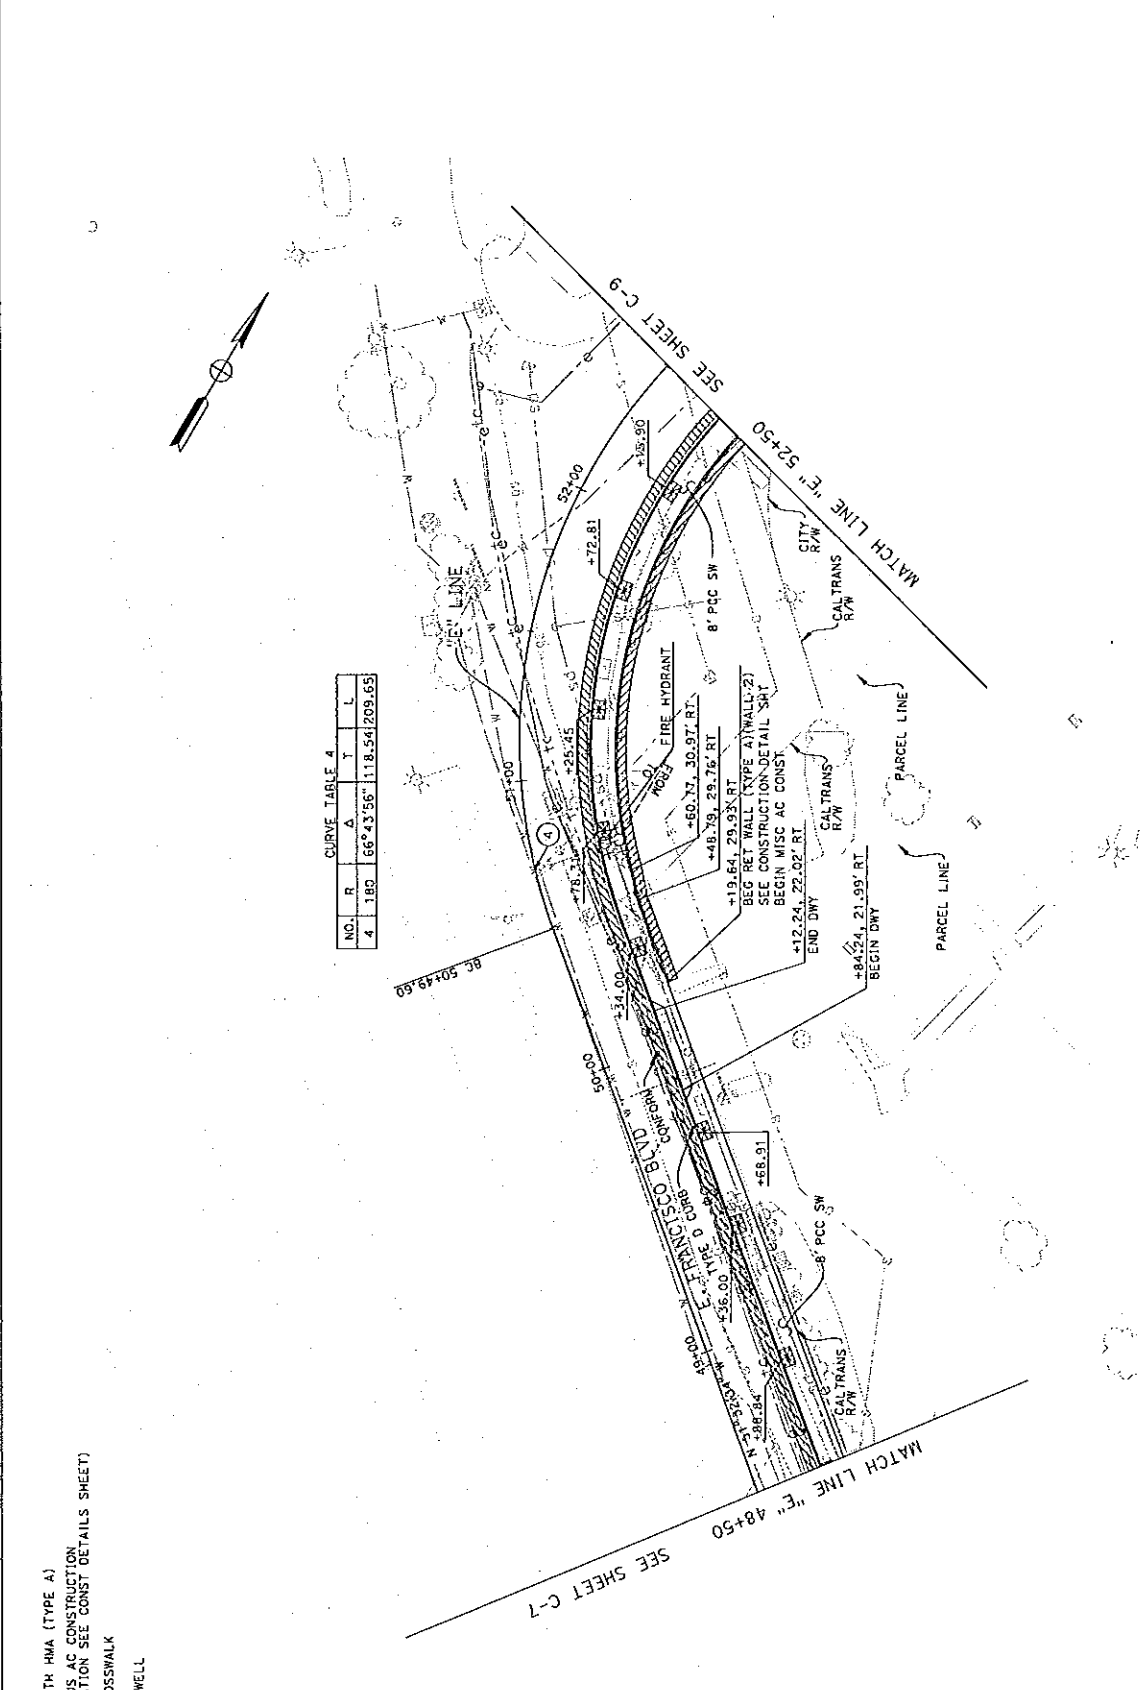 CURVE TABLE 4
NO. R Δ T L
4 180 66°43'56" 118.54 209.65
"E" LINE
SEE SHEET C-9
MATCH LINE "E" 52+50
52+00
51+00
50+00
49+00
BC 50+49.60
4
+72.81
+25.45
+34.00
+36.00
+88.84
+68.91
8' PCC SW
CITY
R/W
CALTRANS
R/W
FIRE HYDRANT
FROM
TO
+60.77, 30.97' RT
+48.79, 29.76' RT
+19.64, 29.93' RT
BEG RET WALL (TYPE A)(WALL 2)
SEE CONSTRUCTION DETAIL SHT
BEGIN MISC AC CONST
+12.24, 22.02' RT
END DWY
+84.24, 21.99' RT
BEGIN DWY
CALTRANS
R/W
PARCEL LINE
PARCEL LINE
E. FRANCISCO BLVD
CONFORM
TYPE D CURB
8' PCC SW
CALTRANS
R/W
MATCH LINE "E" 48+50
SEE SHEET C-7
TH HMA (TYPE A)
US AC CONSTRUCTION
TION SEE CONST DETAILS SHEET)
OSSWALK
WELL